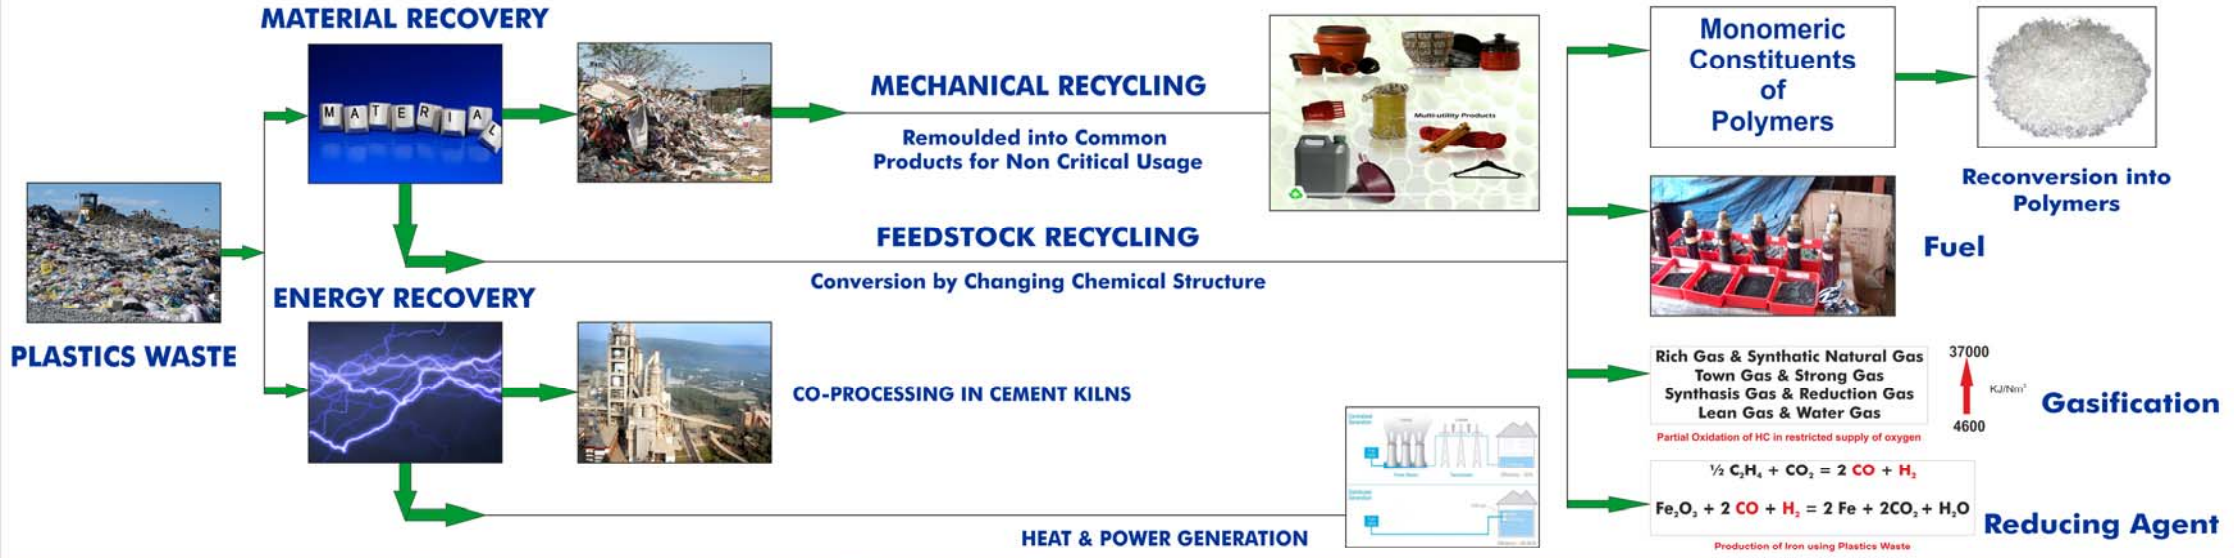 MATERIAL RECOVERY
MATERIAL
MECHANICAL RECYCLING
Remoulded into Common
Products for Non Critical Usage
Multi-utility Products
Monomeric
Constituents
of
Polymers
Reconversion into
Polymers
FEEDSTOCK RECYCLING
Conversion by Changing Chemical Structure
Fuel
PLASTICS WASTE
ENERGY RECOVERY
CO-PROCESSING IN CEMENT KILNS
HEAT & POWER GENERATION
Rich Gas & Synthatic Natural Gas
Town Gas & Strong Gas
Synthasis Gas & Reduction Gas
Lean Gas & Water Gas
Partial Oxidation of HC in restricted supply of oxygen
37000
KJ/Nm³
4600
Gasification
½ C₂H₄ + CO₂ = 2 CO + H₂
Fe₂O₃ + 2 CO + H₂ = 2 Fe + 2CO₂ + H₂O
Production of Iron using Plastics Waste
Reducing Agent